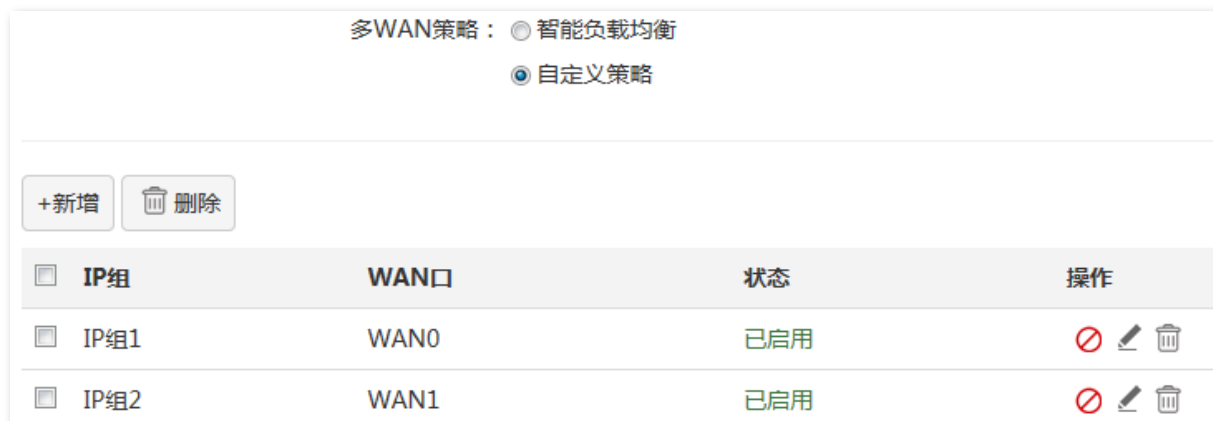 多WAN策略： 智能负载均衡
自定义策略
+新增 删除
IP组 WAN口 状态 操作
IP组1 WAN0 已启用
IP组2 WAN1 已启用